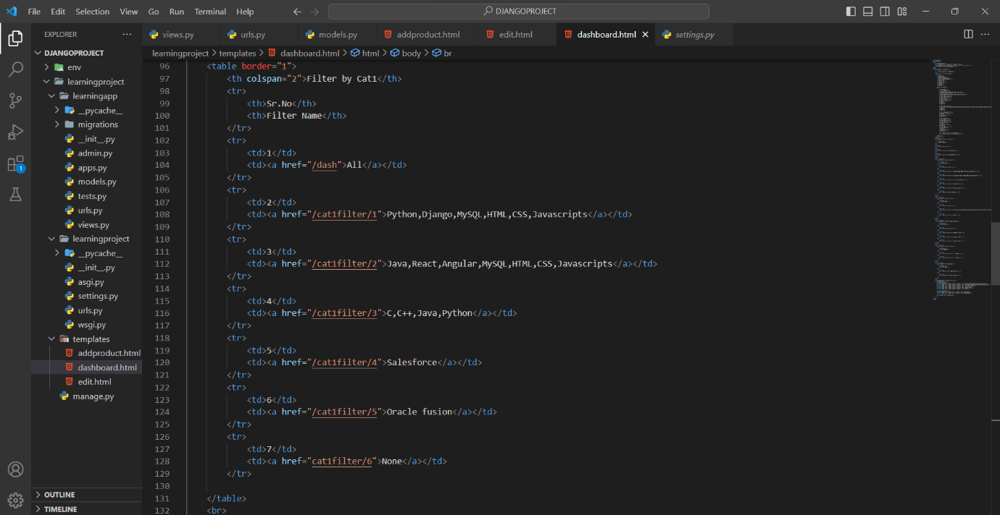 File Edit Selection View Go Run Terminal Help DJANGOPROJECT
EXPLORER
DJANGOPROJECT
env
learningproject
learningapp
__pycache__
migrations
__init__.py
admin.py
apps.py
models.py
tests.py
urls.py
views.py
learningproject
__pycache__
__init__.py
asgi.py
settings.py
urls.py
wsgi.py
templates
addproduct.html
dashboard.html
edit.html
manage.py
OUTLINE
TIMELINE
1
views.py urls.py models.py addproduct.html edit.html dashboard.html settings.py
learningproject > templates > dashboard.html > html > body > br
96 <table border="1">
97 <th colspan="2">Filter by Cat1</th>
98 <tr>
99 <th>Sr.No</th>
100 <th>Filter Name</th>
101 </tr>
102 <tr>
103 <td>1</td>
104 <td><a href="/dash">All</a></td>
105 </tr>
106 <tr>
107 <td>2</td>
108 <td><a href="/cat1filter/1">Python,Django,MySQL,HTML,CSS,Javascripts</a></td>
109 </tr>
110 <tr>
111 <td>3</td>
112 <td><a href="/cat1filter/2">Java,React,Angular,MySQL,HTML,CSS,Javascripts</a></td>
113 </tr>
114 <tr>
115 <td>4</td>
116 <td><a href="/cat1filter/3">C,C++,Java,Python</a></td>
117 </tr>
118 <tr>
119 <td>5</td>
120 <td><a href="/cat1filter/4">Salesforce</a></td>
121 </tr>
122 <tr>
123 <td>6</td>
124 <td><a href="/cat1filter/5">Oracle fusion</a></td>
125 </tr>
126 <tr>
127 <td>7</td>
128 <td><a href="cat1filter/6">None</a></td>
129 </tr>
130
131 </table>
132 <br>